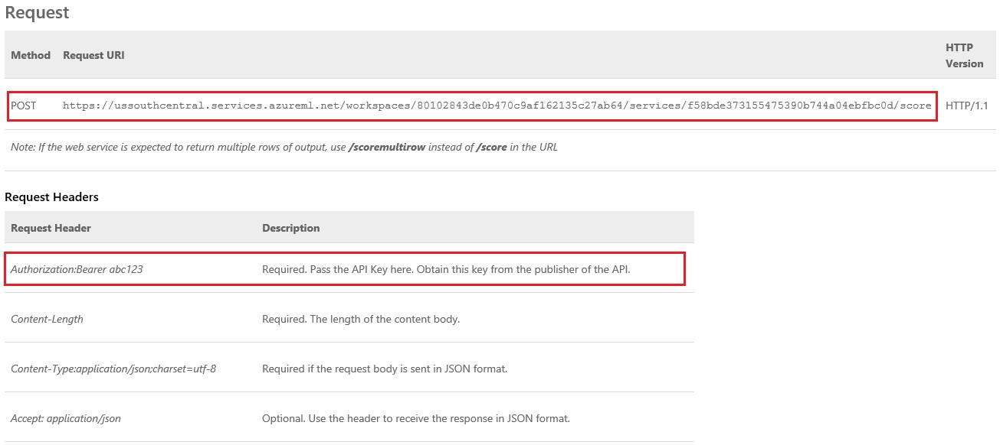 Request
Method Request URI HTTP Version
POST https://ussouthcentral.services.azureml.net/workspaces/80102843de0b470c9af162135c27ab64/services/f58bde373155475390b744a04ebfbc0d/score HTTP/1.1
Note: If the web service is expected to return multiple rows of output, use /scoremultirow instead of /score in the URL
Request Headers
Request Header Description
Authorization:Bearer abc123 Required. Pass the API Key here. Obtain this key from the publisher of the API.
Content-Length Required. The length of the content body.
Content-Type:application/json;charset=utf-8 Required if the request body is sent in JSON format.
Accept: application/json Optional. Use the header to receive the response in JSON format.